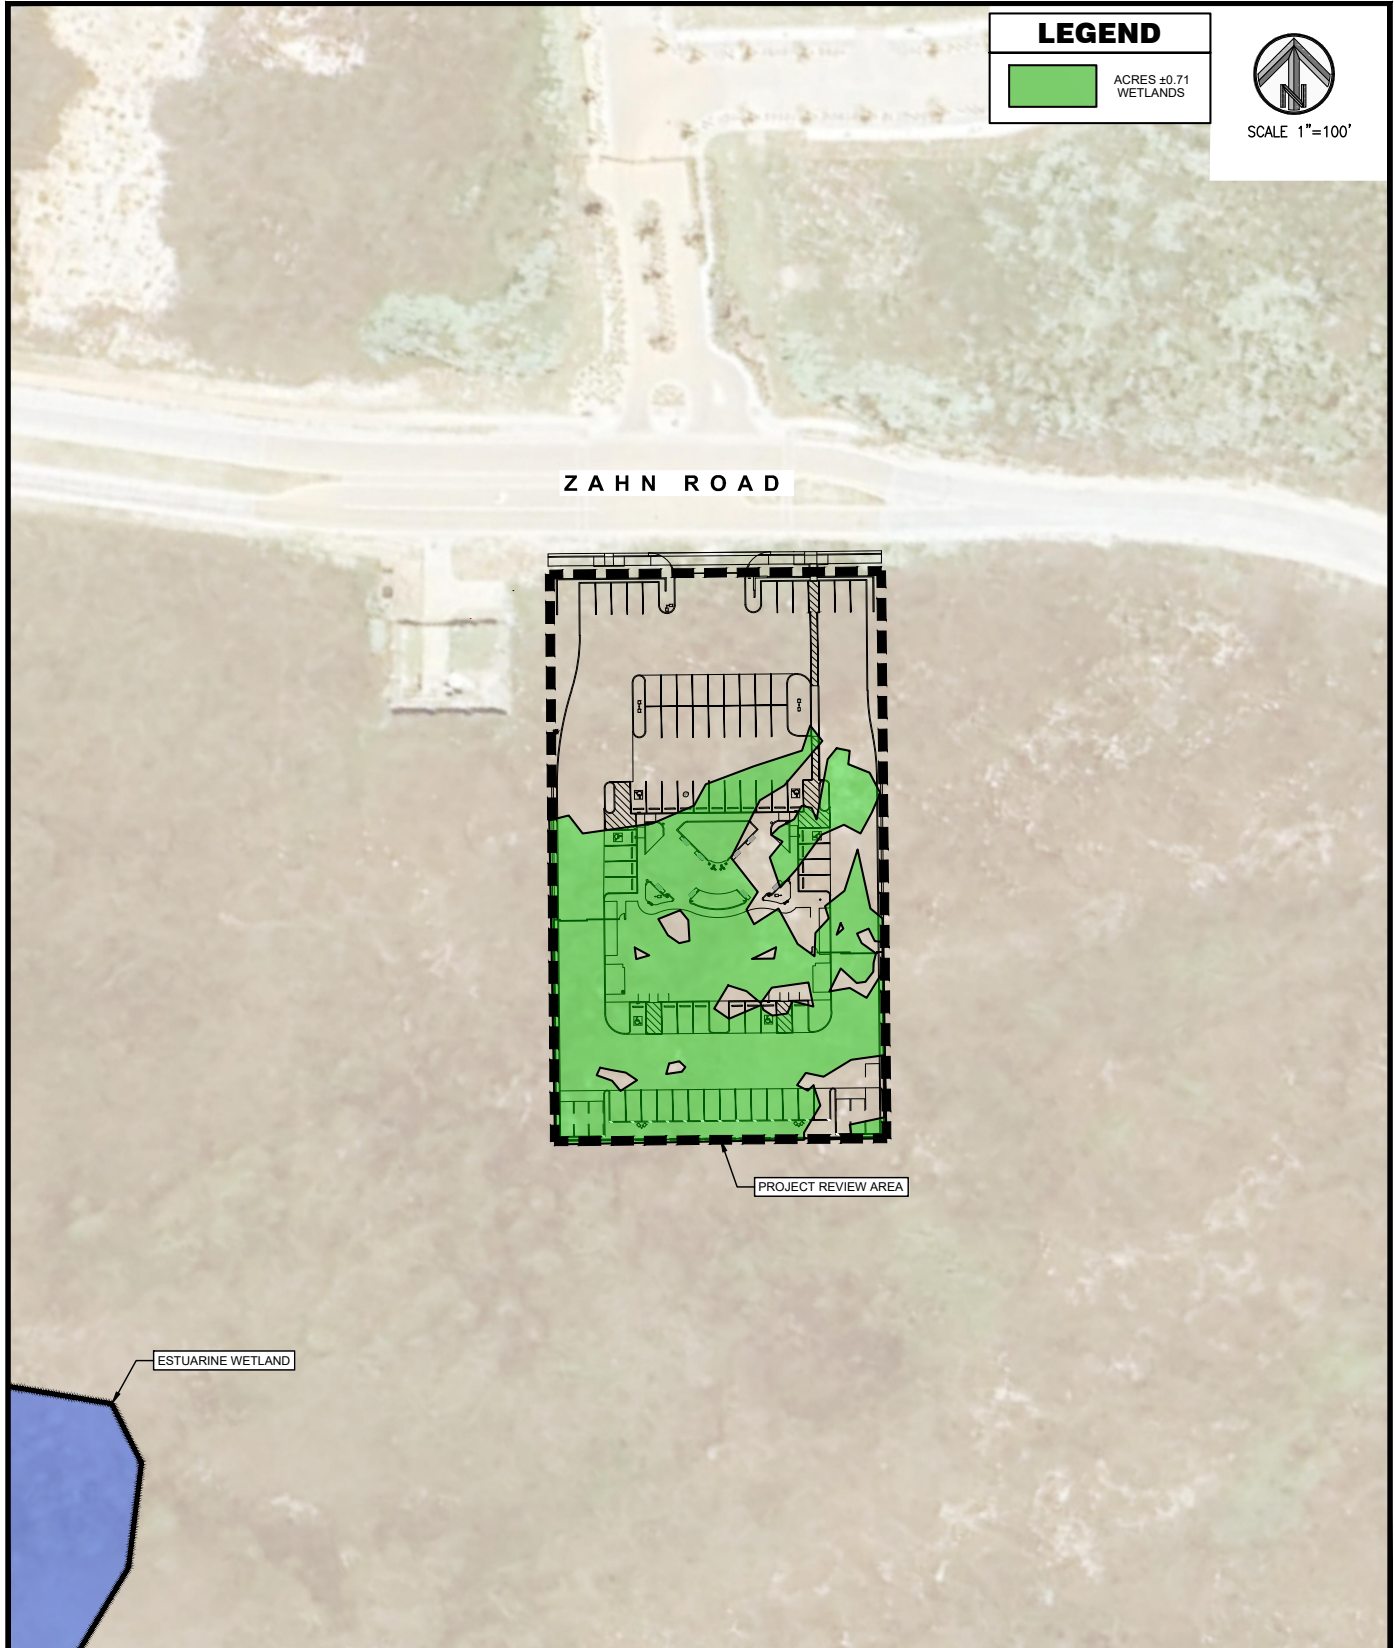 LEGEND
ACRES ±0.71
WETLANDS
N
SCALE 1"=100'
ZAHN ROAD
PROJECT REVIEW AREA
ESTUARINE WETLAND